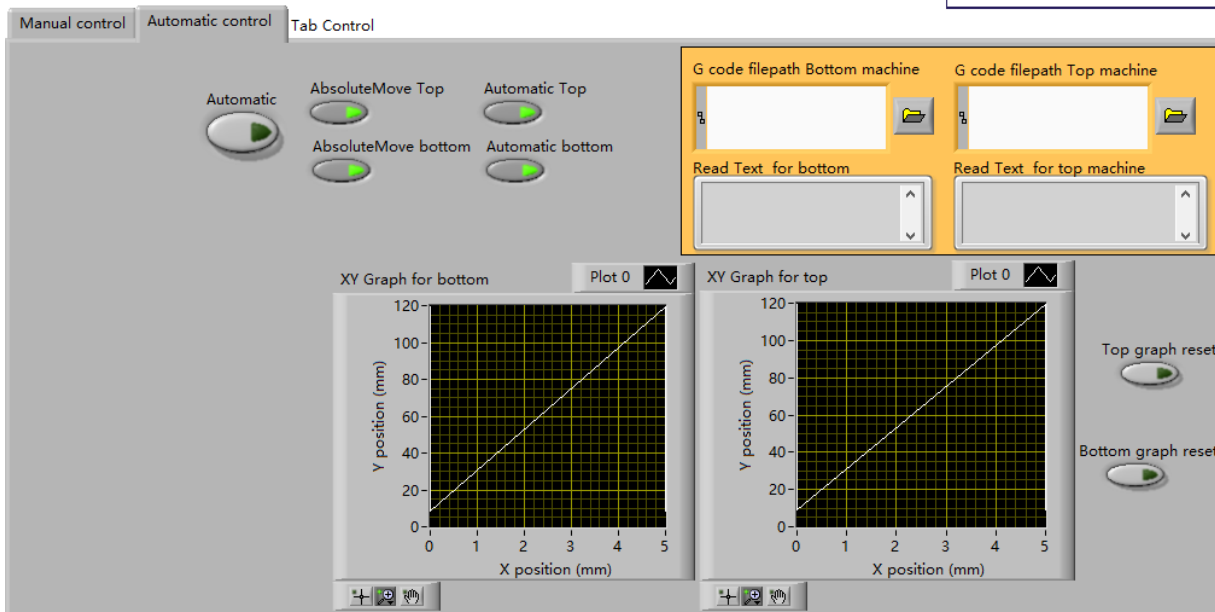 Manual control
Automatic control
Tab Control
Automatic
AbsoluteMove Top
Automatic Top
AbsoluteMove bottom
Automatic bottom
G code filepath Bottom machine
G code filepath Top machine
Read Text for bottom
Read Text for top machine
XY Graph for bottom
Plot 0
120
100
80
60
40
20
0
Y position (mm)
0 1 2 3 4 5
X position (mm)
XY Graph for top
Plot 0
120
100
80
60
40
20
0
Y position (mm)
0 1 2 3 4 5
X position (mm)
Top graph reset
Bottom graph reset